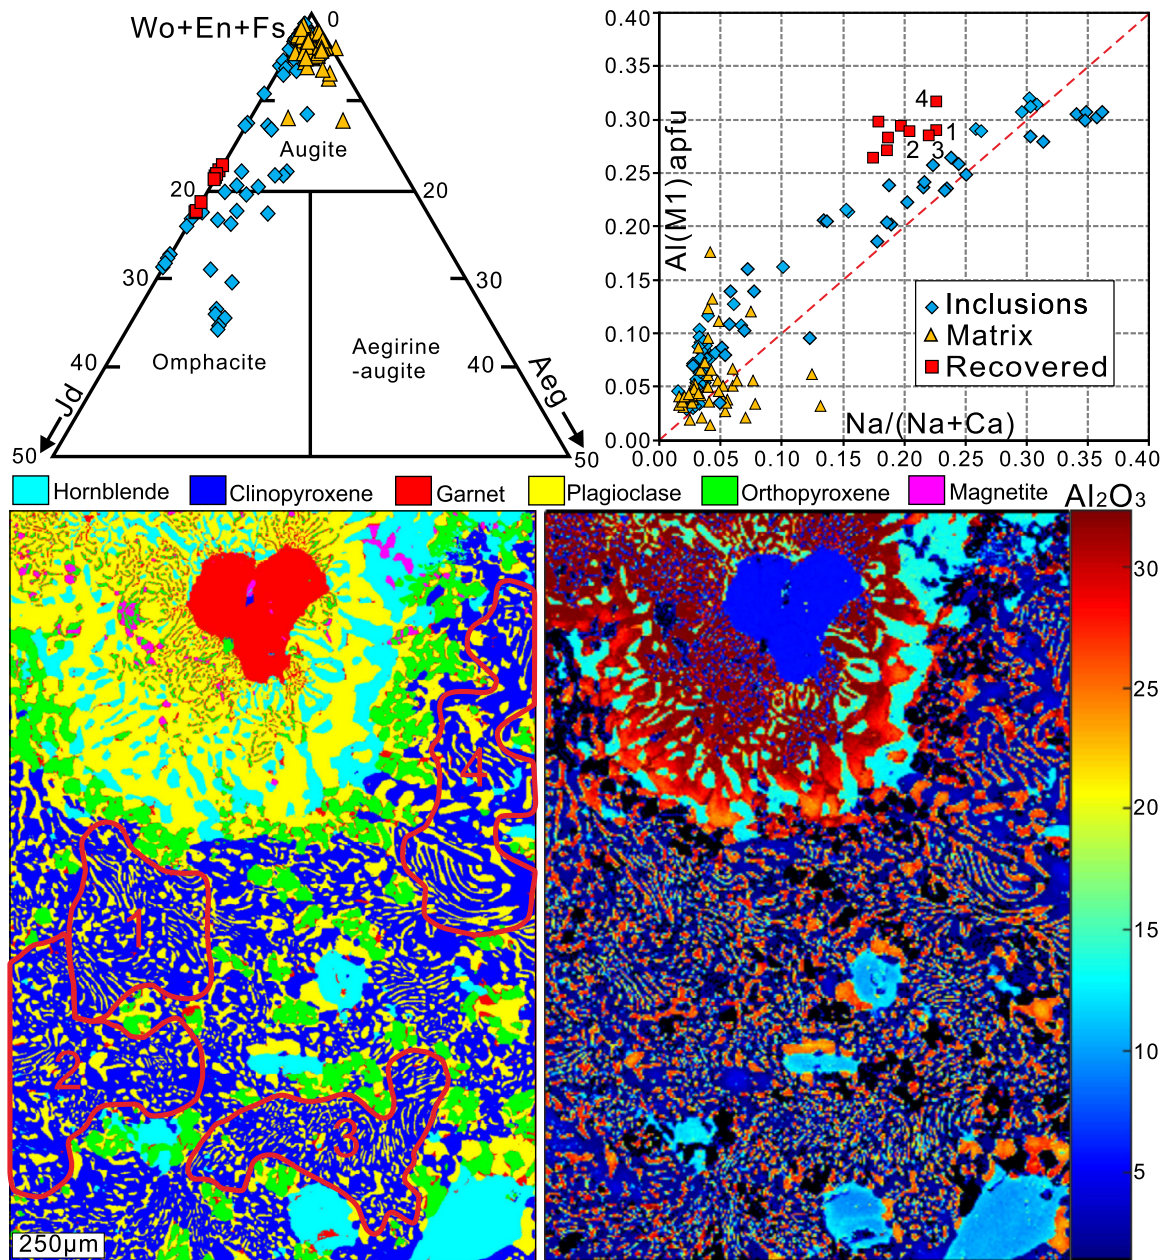 Wo+En+Fs
0
Augite
20
20
30
30
Omphacite
Aegirine
-augite
40
40
Jd
Aeg
50
50
0.40
0.35
0.30
0.25
0.20
0.15
0.10
0.05
0.00
Al(M1) apfu
4
1
2
3
Inclusions
Matrix
Recovered
Na/(Na+Ca)
0.00
0.05
0.10
0.15
0.20
0.25
0.30
0.35
0.40
Hornblende
Clinopyroxene
Garnet
Plagioclase
Orthopyroxene
Magnetite
Al₂O₃
4
1
2
3
250μm
30
25
20
15
10
5